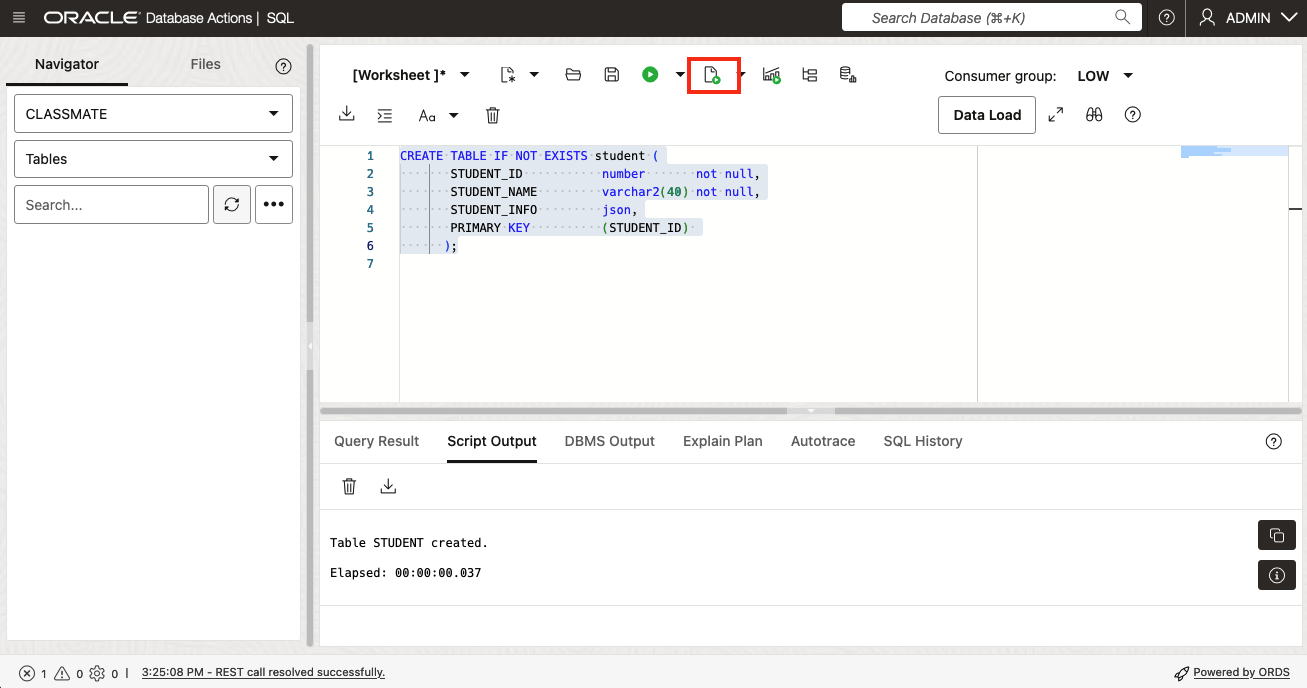 ORACLE Database Actions | SQL
Search Database (⌘+K)
ADMIN
Navigator
Files
CLASSMATE
Tables
Search...
[Worksheet ]*
Consumer group: LOW
Aa
Data Load
1 CREATE TABLE IF NOT EXISTS student (
2 STUDENT_ID number not null,
3 STUDENT_NAME varchar2(40) not null,
4 STUDENT_INFO json,
5 PRIMARY KEY (STUDENT_ID)
6 );
7
Query Result
Script Output
DBMS Output
Explain Plan
Autotrace
SQL History
Table STUDENT created.
Elapsed: 00:00:00.037
1 0 0 | 3:25:08 PM - REST call resolved successfully.
Powered by ORDS